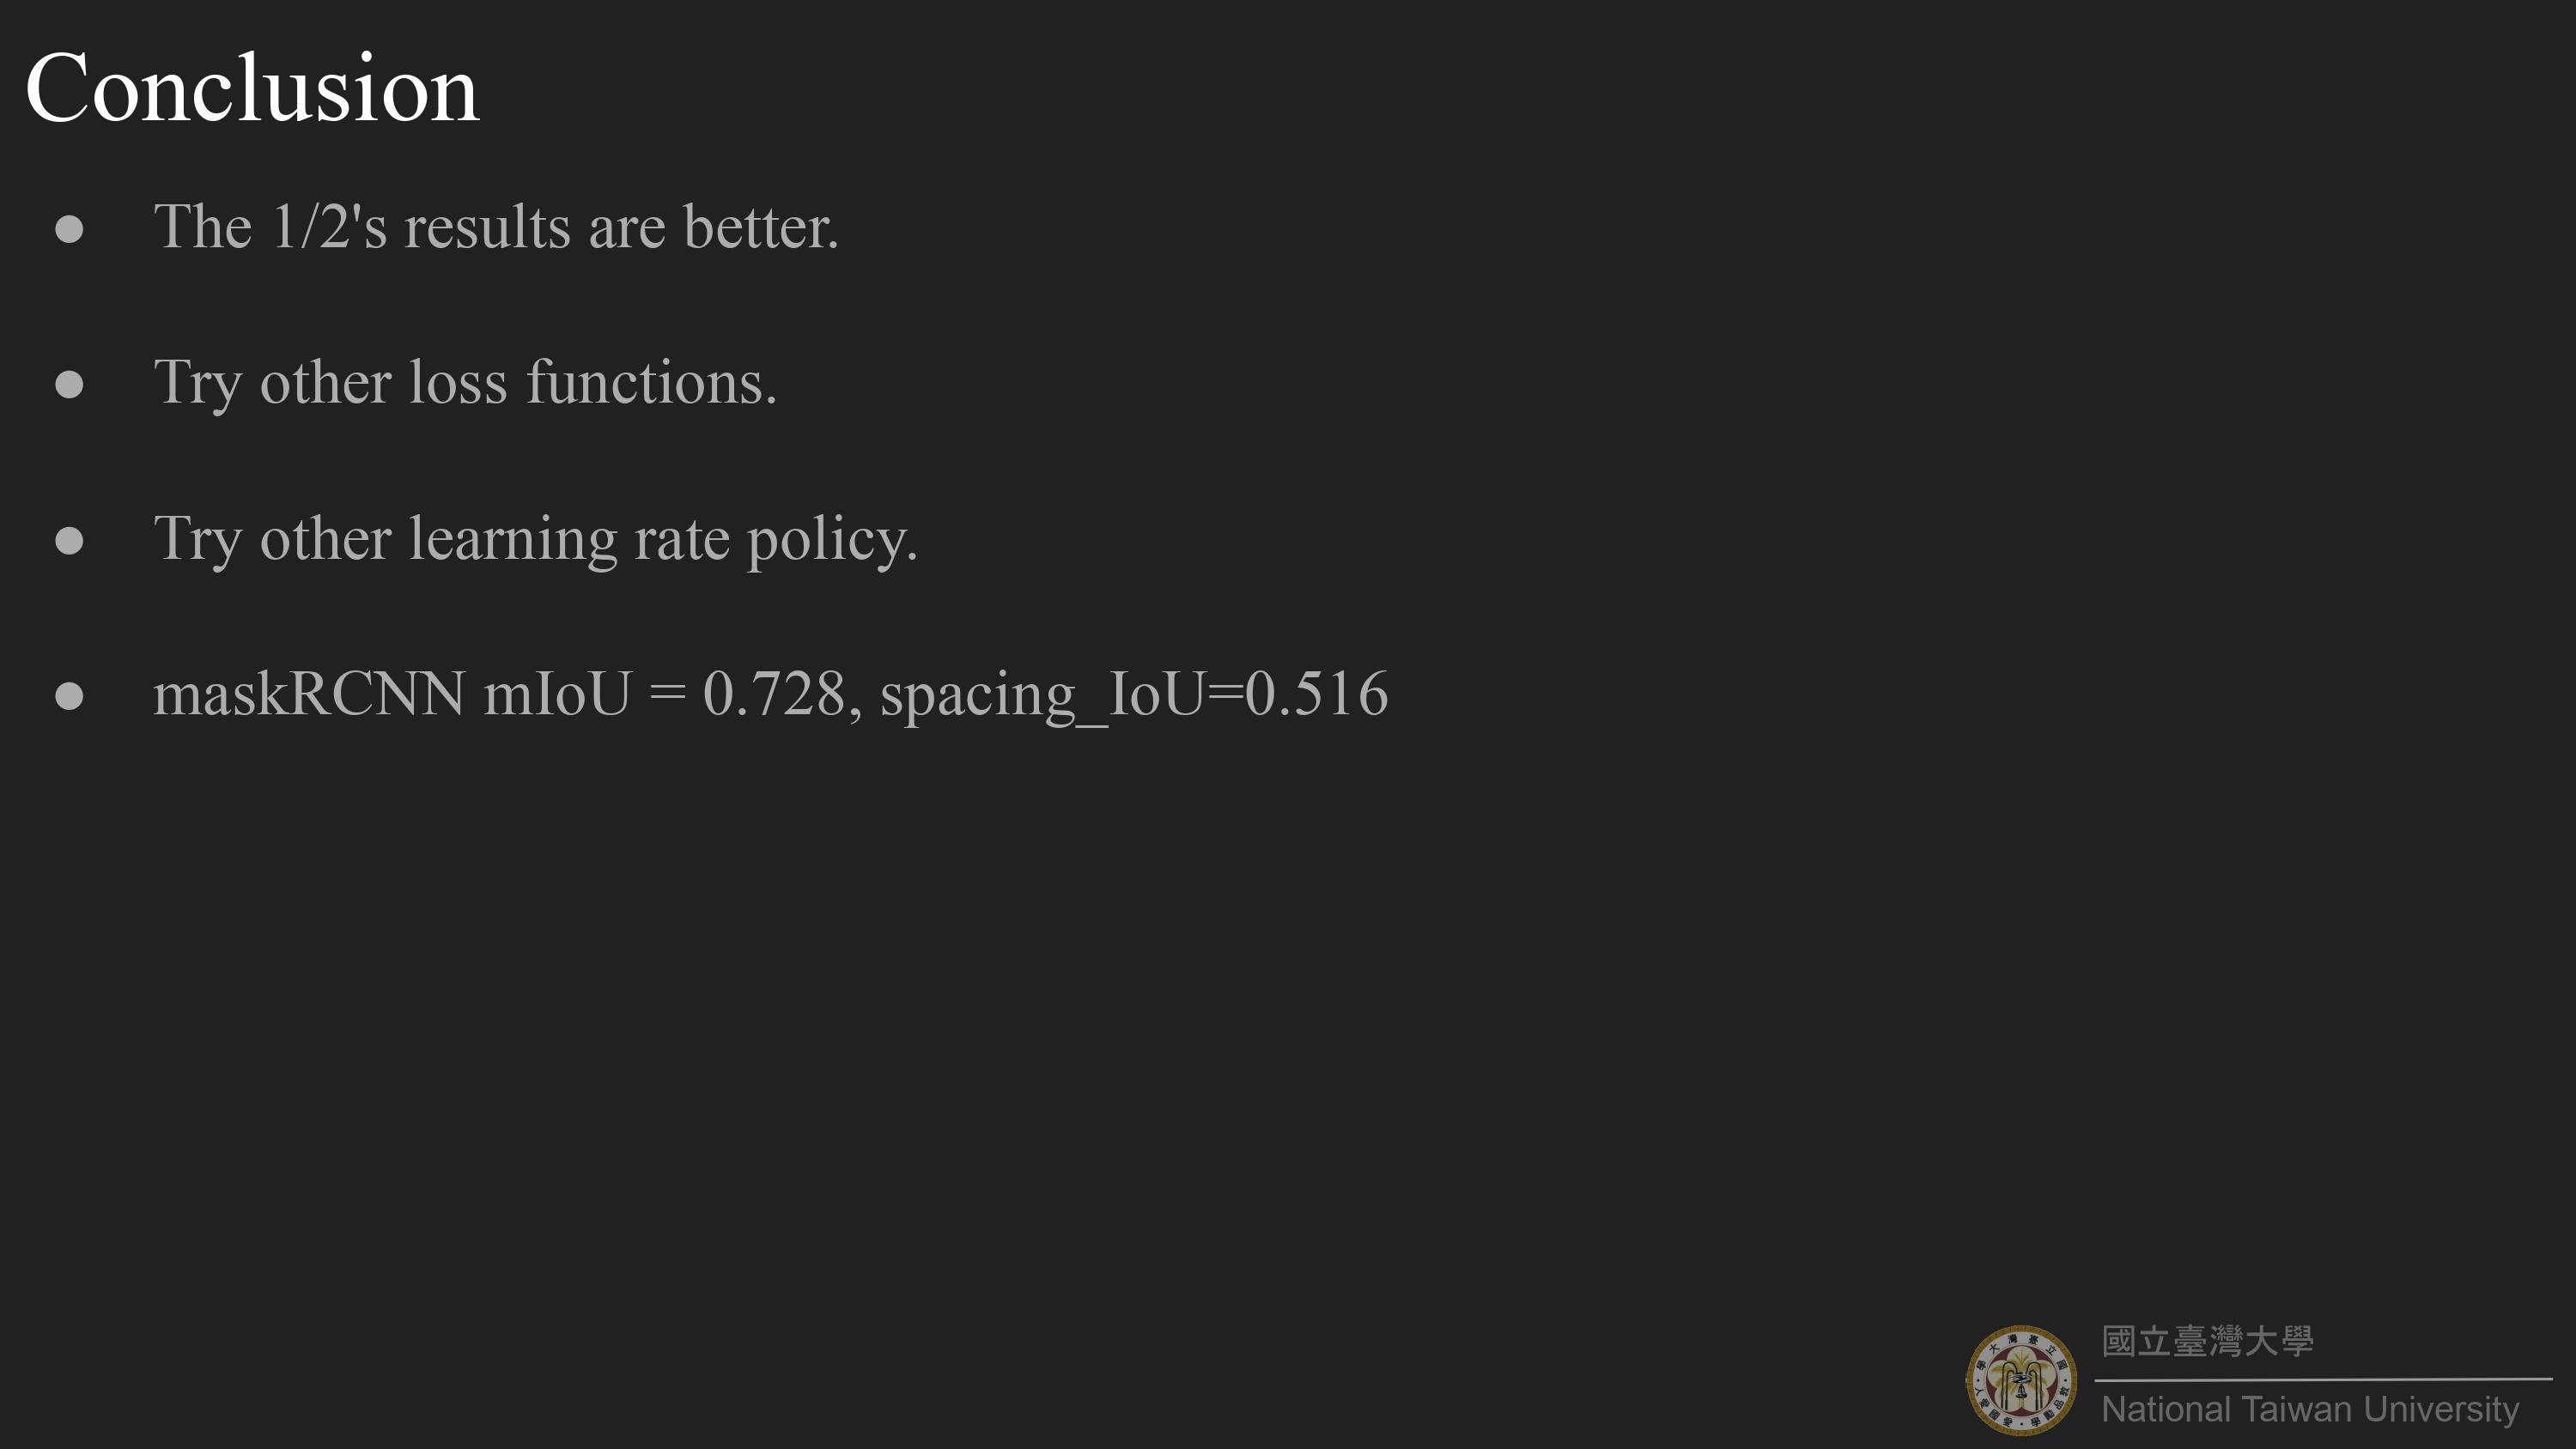 Conclusion
● The 1/2's results are better.
● Try other loss functions.
● Try other learning rate policy.
● maskRCNN mIoU = 0.728, spacing_IoU=0.516
國立臺灣大學
National Taiwan University